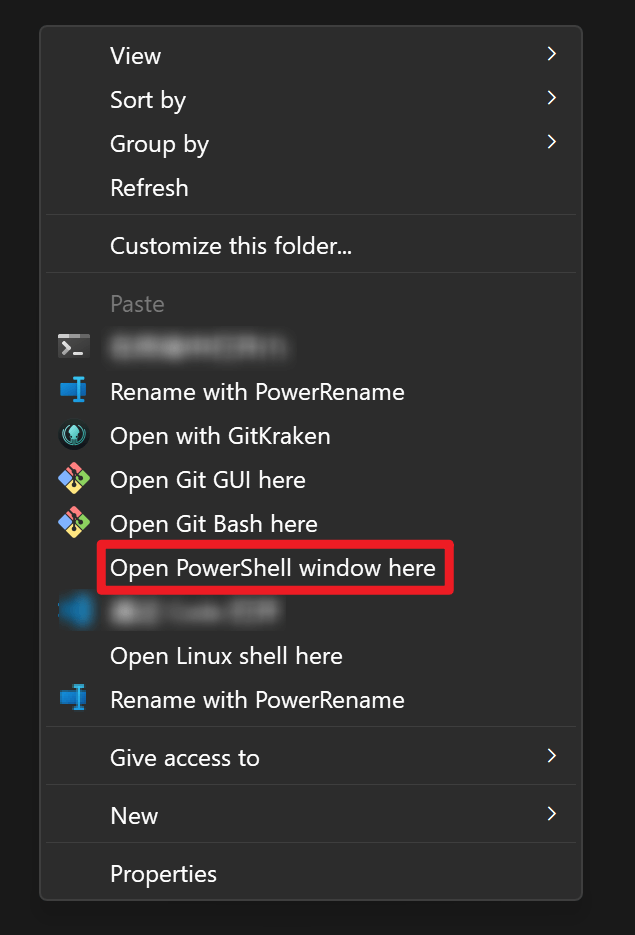 View
Sort by
Group by
Refresh
Customize this folder...
Paste
Rename with PowerRename
Open with GitKraken
Open Git GUI here
Open Git Bash here
Open PowerShell window here
Code
Open Linux shell here
Rename with PowerRename
Give access to
New
Properties